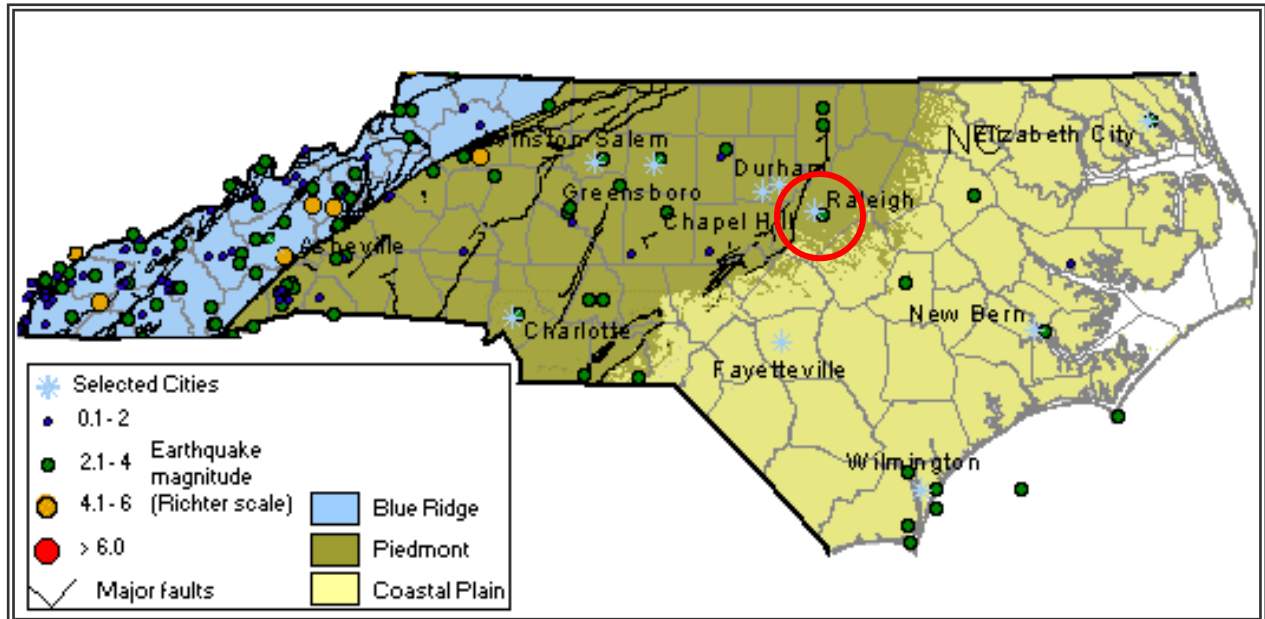 NC
Elizabeth City
Winston-Salem
Durham
Greensboro
Raleigh
Chapel Hill
Asheville
New Bern
Charlotte
Fayetteville
Wilmington
Selected Cities
0.1 - 2
2.1 - 4
Earthquake
magnitude
(Richter scale)
4.1 - 6
> 6.0
Major faults
Blue Ridge
Piedmont
Coastal Plain